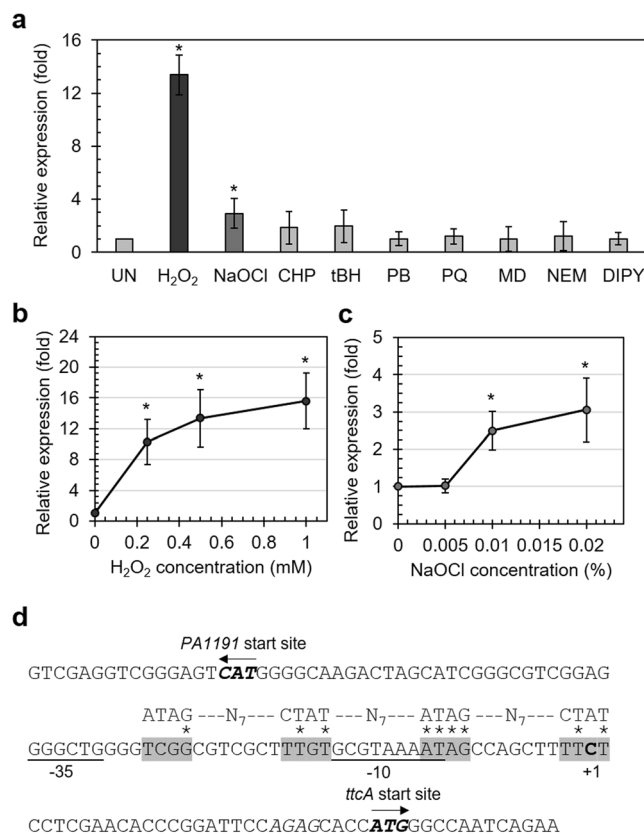 a
Relative expression (fold)
16
12
8
4
0
*
*
UN H₂O₂ NaOCl CHP tBH PB PQ MD NEM DIPY
b
Relative expression (fold)
24
20
16
12
8
4
0
* * *
0 0.2 0.4 0.6 0.8 1
H₂O₂ concentration (mM)
c
Relative expression (fold)
5
4
3
2
1
0
* *
0 0.005 0.01 0.015 0.02
NaOCl concentration (%)
d
PA1191 start site
GTCGAGGTCGGGAGTCATGGGGCAAGACTAGCATCGGGCGTCGGAG
ATAG ---N₇--- CTAT ---N₇--- ATAG ---N₇--- CTAT
* * * **** * *
GGGCTGGGGTCGGCGTCGCTTTGTGCGTAAAATAGCCAGCTTTTCT
-35 -10 +1
ttcA start site
CCTCGAACACCCGGATTCCAGAGCACCATGGGCCAATCAGAA